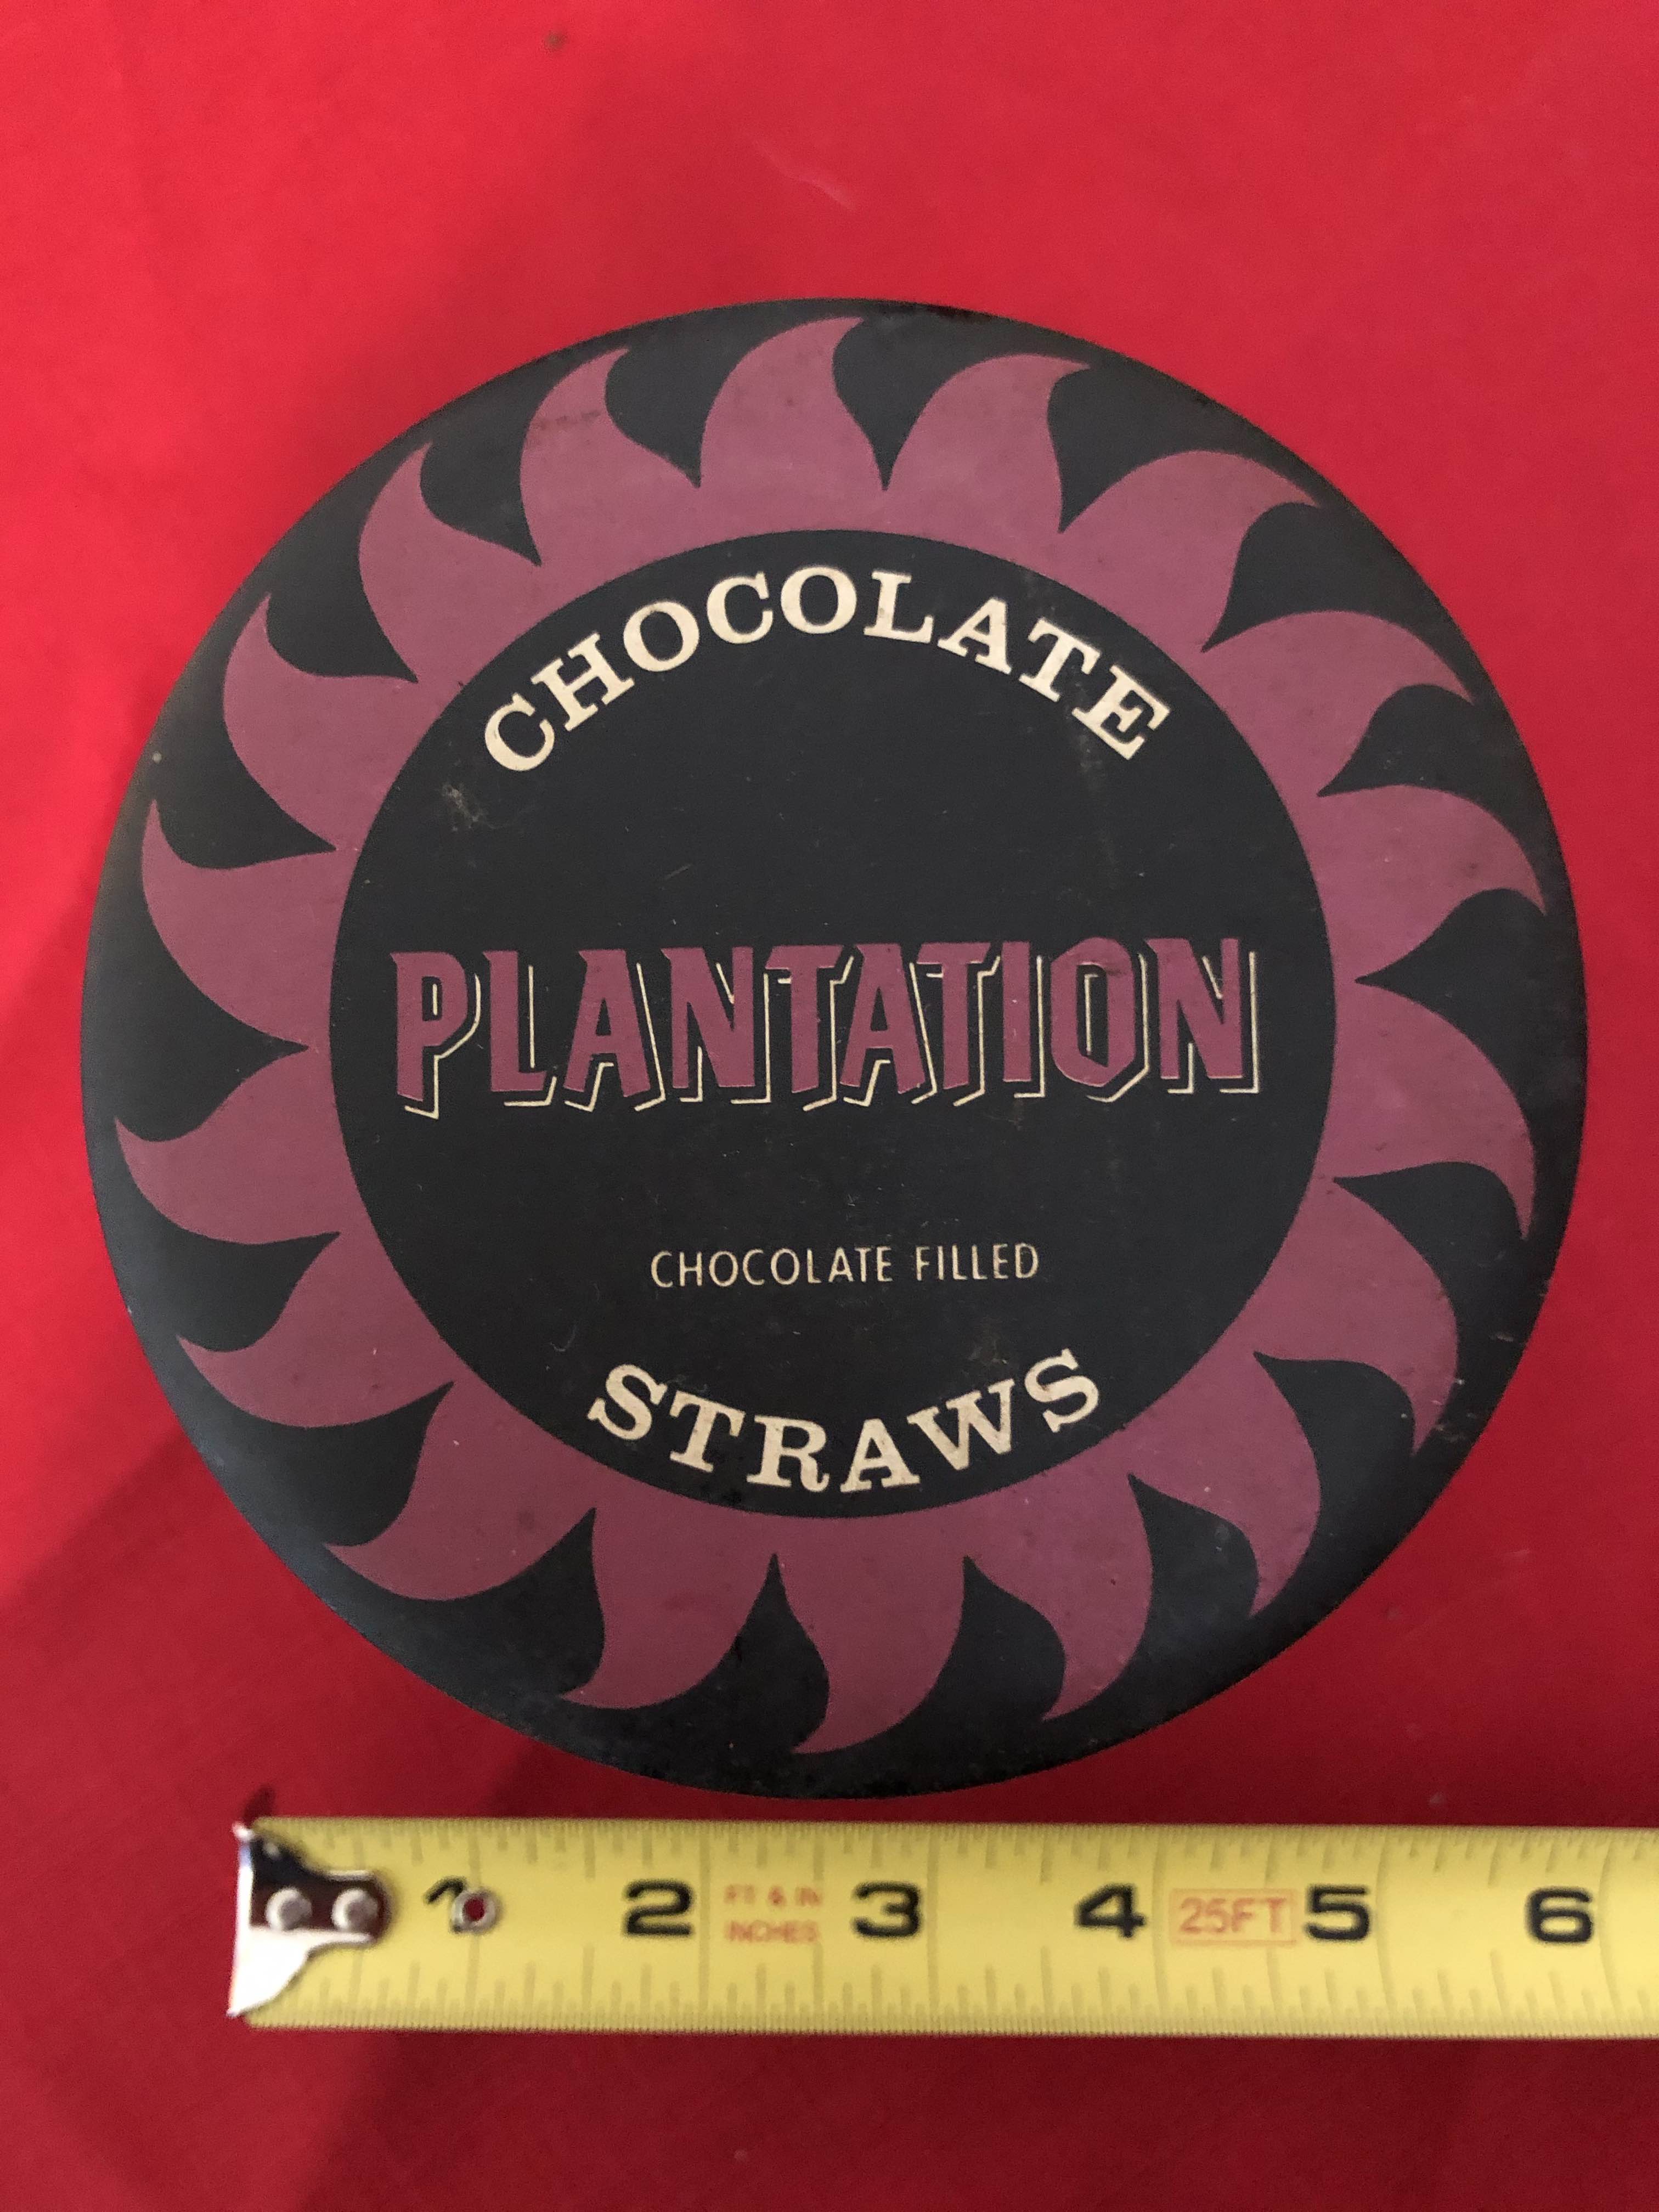 CHOCOLATE
PLANTATION
CHOCOLATE FILLED
STRAWS
1 2 FT & IN 3 4 25FT 5 6
INCHES